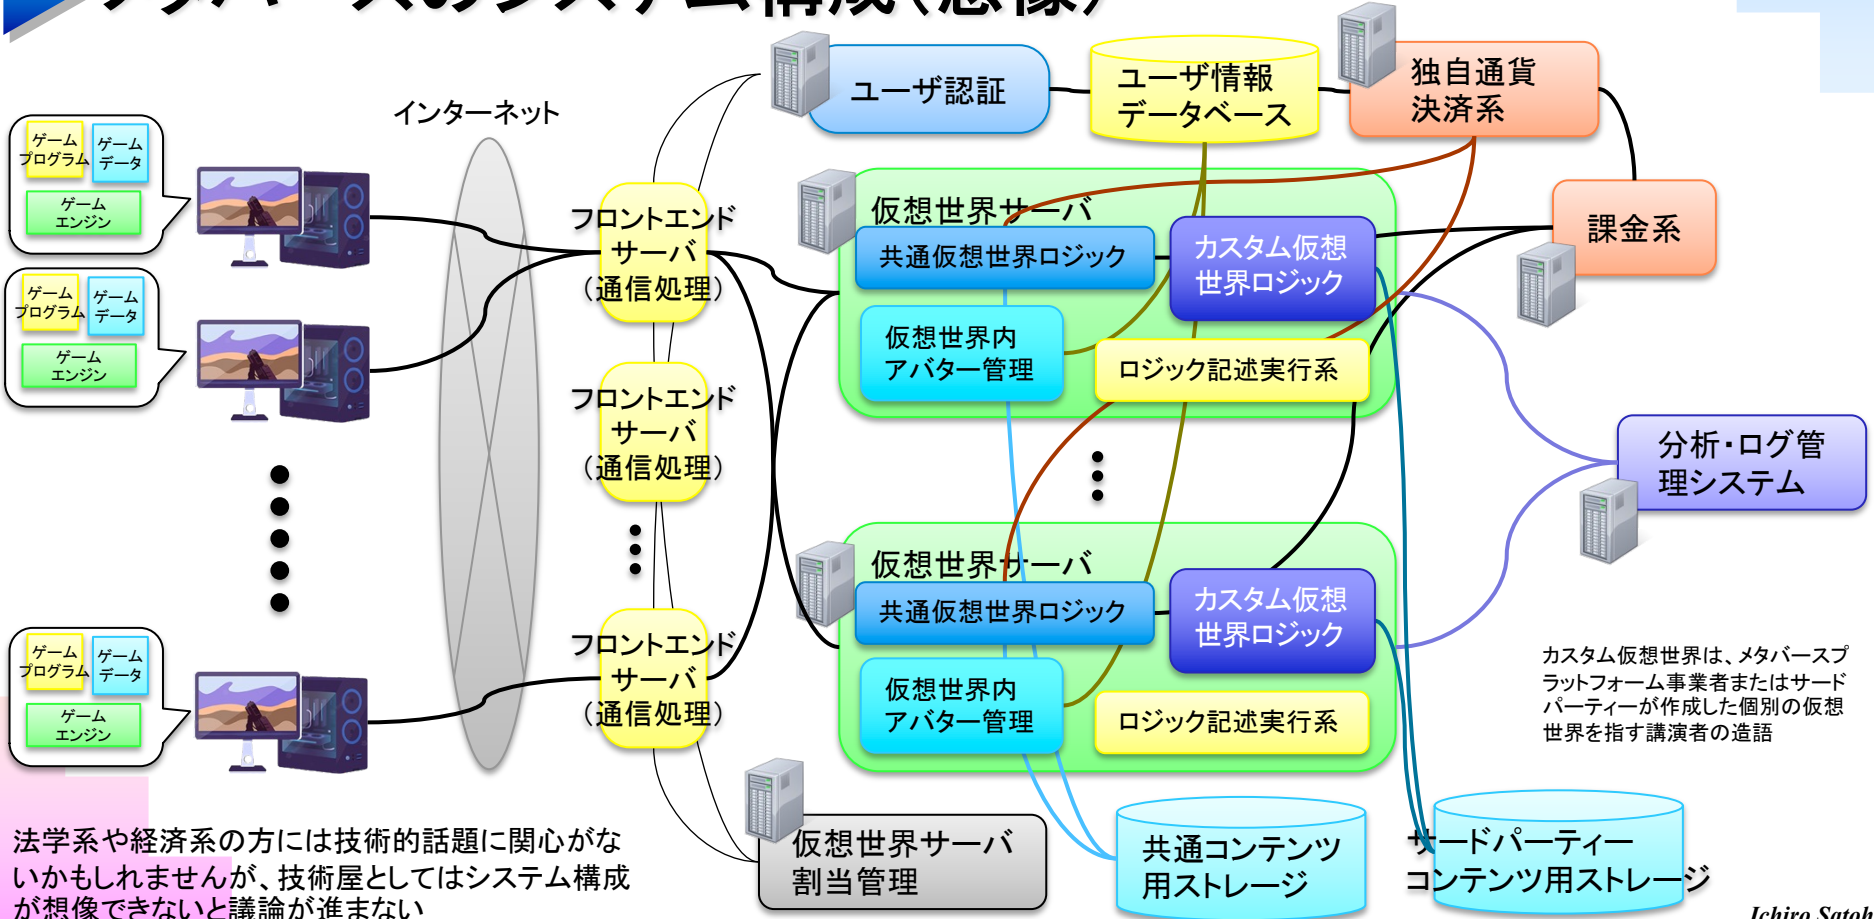 メタバースのシステム構成（想像）
インターネット
ゲーム
プログラム
ゲーム
データ
ゲーム
エンジン
ゲーム
プログラム
ゲーム
データ
ゲーム
エンジン
ゲーム
プログラム
ゲーム
データ
ゲーム
エンジン
フロントエンド
サーバ
（通信処理）
フロントエンド
サーバ
（通信処理）
フロントエンド
サーバ
（通信処理）
ユーザ認証
ユーザ情報
データベース
独自通貨
決済系
課金系
仮想世界サーバ
共通仮想世界ロジック
カスタム仮想
世界ロジック
仮想世界内
アバター管理
ロジック記述実行系
仮想世界サーバ
共通仮想世界ロジック
カスタム仮想
世界ロジック
仮想世界内
アバター管理
ロジック記述実行系
分析・ログ管
理システム
カスタム仮想世界は、メタバースプ
ラットフォーム事業者またはサード
パーティーが作成した個別の仮想
世界を指す講演者の造語
仮想世界サーバ
割当管理
共通コンテンツ
用ストレージ
サードパーティー
コンテンツ用ストレージ
法学系や経済系の方には技術的話題に関心がな
いかもしれませんが、技術屋としてはシステム構成
が想像できないと議論が進まない
Ichiro Satoh